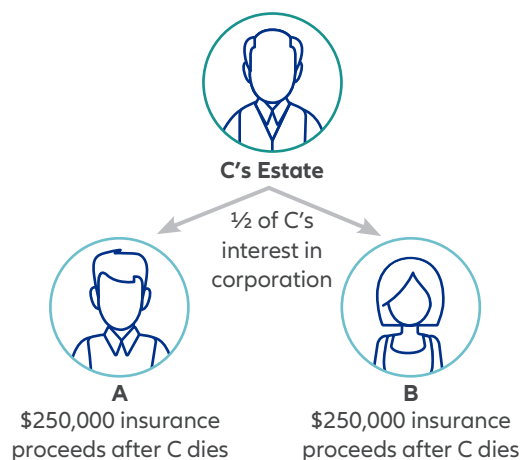 C's Estate
½ of C's
interest in
corporation
A
$250,000 insurance
proceeds after C dies
B
$250,000 insurance
proceeds after C dies